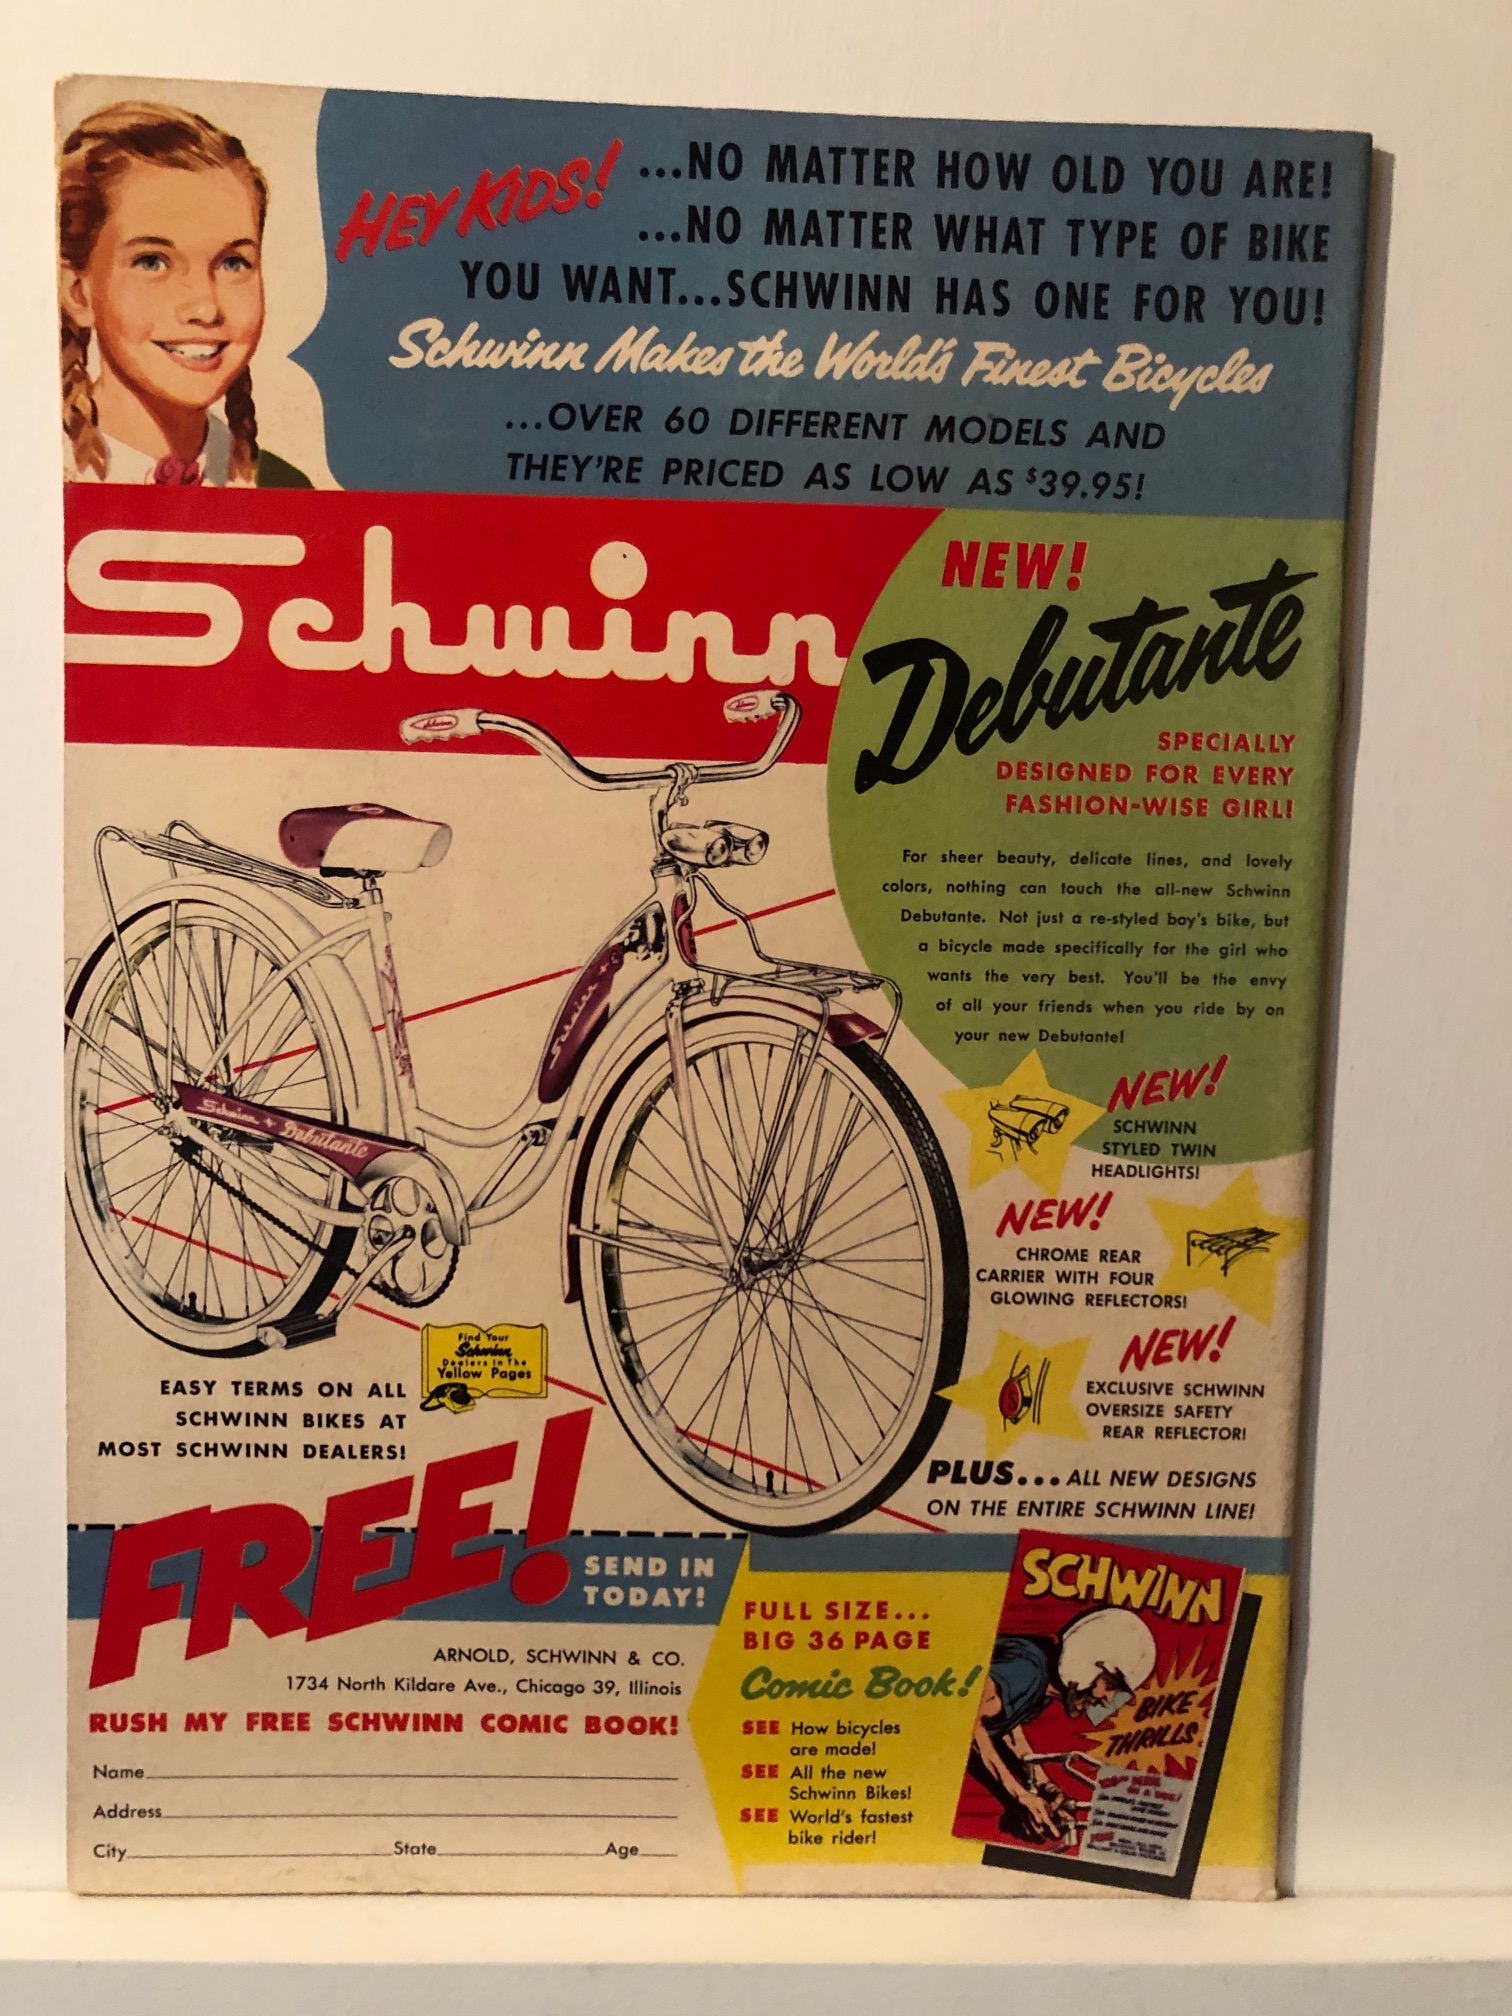 HEY KIDS! ...NO MATTER HOW OLD YOU ARE!
...NO MATTER WHAT TYPE OF BIKE
YOU WANT...SCHWINN HAS ONE FOR YOU!
Schwinn Makes the World's Finest Bicycles
...OVER 60 DIFFERENT MODELS AND
THEY'RE PRICED AS LOW AS $39.95!
Schwinn
NEW!
Debutante
SPECIALLY
DESIGNED FOR EVERY
FASHION-WISE GIRL!
For sheer beauty, delicate lines, and lovely
colors, nothing can touch the all-new Schwinn
Debutante. Not just a re-styled boy's bike, but
a bicycle made specifically for the girl who
wants the very best. You'll be the envy
of all your friends when you ride by on
your new Debutante!
Schwinn
Schwinn
Schwinn
Schwinn Debutante
NEW!
SCHWINN
STYLED TWIN
HEADLIGHTS!
NEW!
CHROME REAR
CARRIER WITH FOUR
GLOWING REFLECTORS!
NEW!
EXCLUSIVE SCHWINN
OVERSIZE SAFETY
REAR REFLECTOR!
PLUS... ALL NEW DESIGNS
ON THE ENTIRE SCHWINN LINE!
Find Your
Schwinn
Dealers In The
Yellow Pages
EASY TERMS ON ALL
SCHWINN BIKES AT
MOST SCHWINN DEALERS!
FREE!
SEND IN
TODAY!
ARNOLD, SCHWINN & CO.
1734 North Kildare Ave., Chicago 39, Illinois
RUSH MY FREE SCHWINN COMIC BOOK!
Name
Address
City State Age
FULL SIZE...
BIG 36 PAGE
Comic Book!
SEE How bicycles
are made!
SEE All the new
Schwinn Bikes!
SEE World's fastest
bike rider!
SCHWINN
BIKE
THRILLS